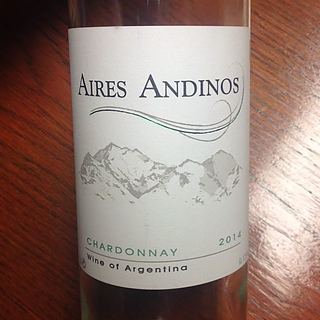 AIRES ANDINOS
CHARDONNAY 2014
Wine of Argentina